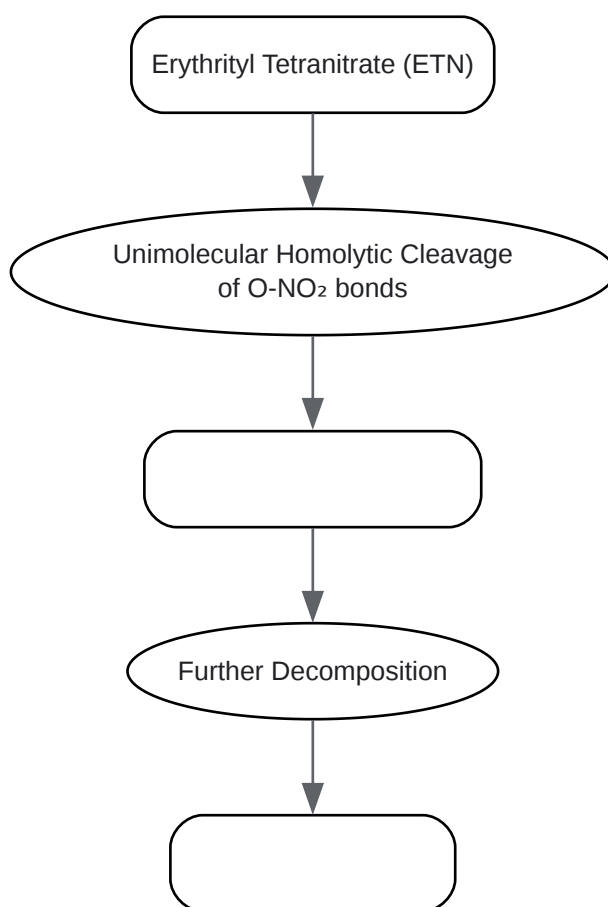 Erythrityl Tetranitrate (ETN)
Unimolecular Homolytic Cleavage
of O-NO₂ bonds
Further Decomposition